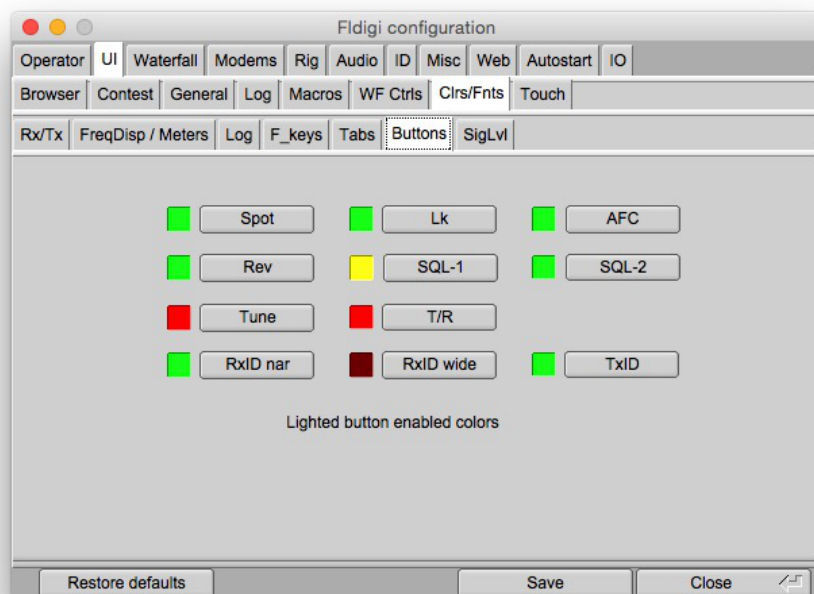 Fldigi configuration
Operator UI Waterfall Modems Rig Audio ID Misc Web Autostart IO
Browser Contest General Log Macros WF Ctrls Clrs/Fnts Touch
Rx/Tx FreqDisp / Meters Log F_keys Tabs Buttons SigLvl
Spot Lk AFC
Rev SQL-1 SQL-2
Tune T/R
RxID nar RxID wide TxID
Lighted button enabled colors
Restore defaults Save Close